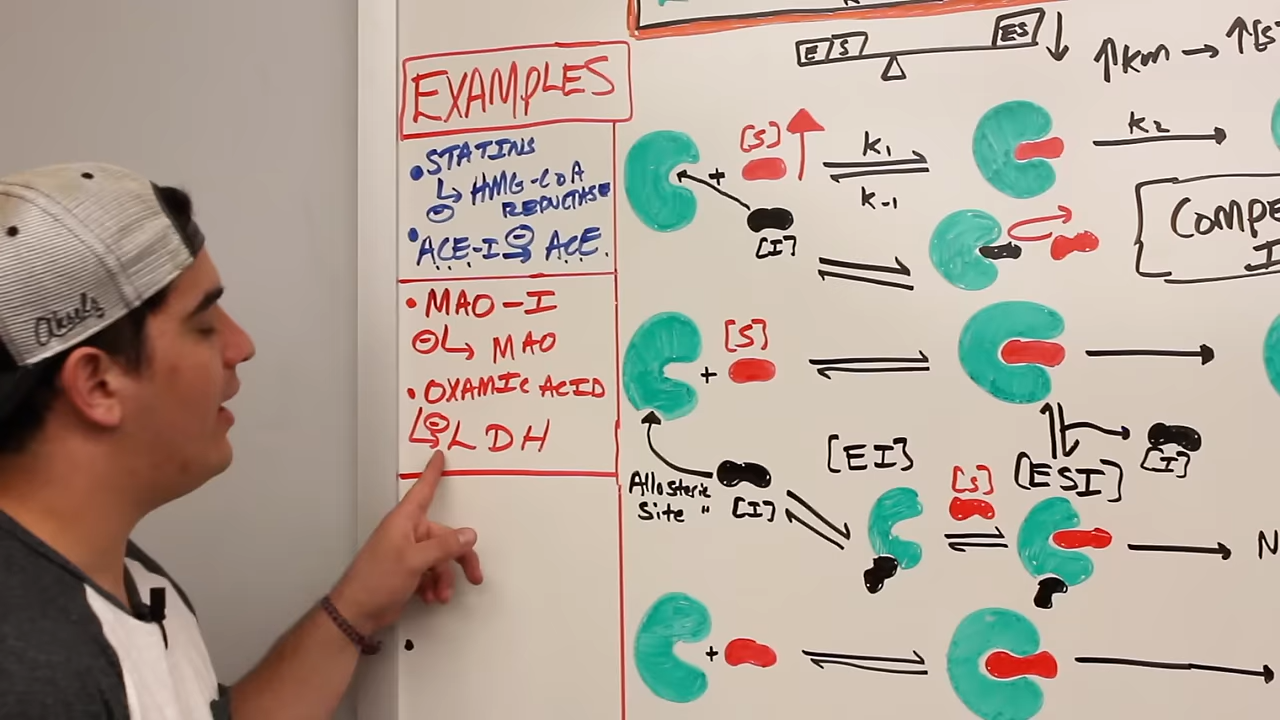 E/S
ES
↑Km → ↑[S
EXAMPLES
• STATINS
↳ HMG-COA
⊖ REDUCTASE
• ACE-I ⊖→ ACE.
• MAO-I
⊖↳ MAO
• OXAMIC ACID
↳⊖ LDH
+ [S]
K₁
K-1
K₂
[I]
COMPE
I
+ [S]
Allosteric
Site "
[I]
[EI]
[S]
[ESI]
[I]
N
+